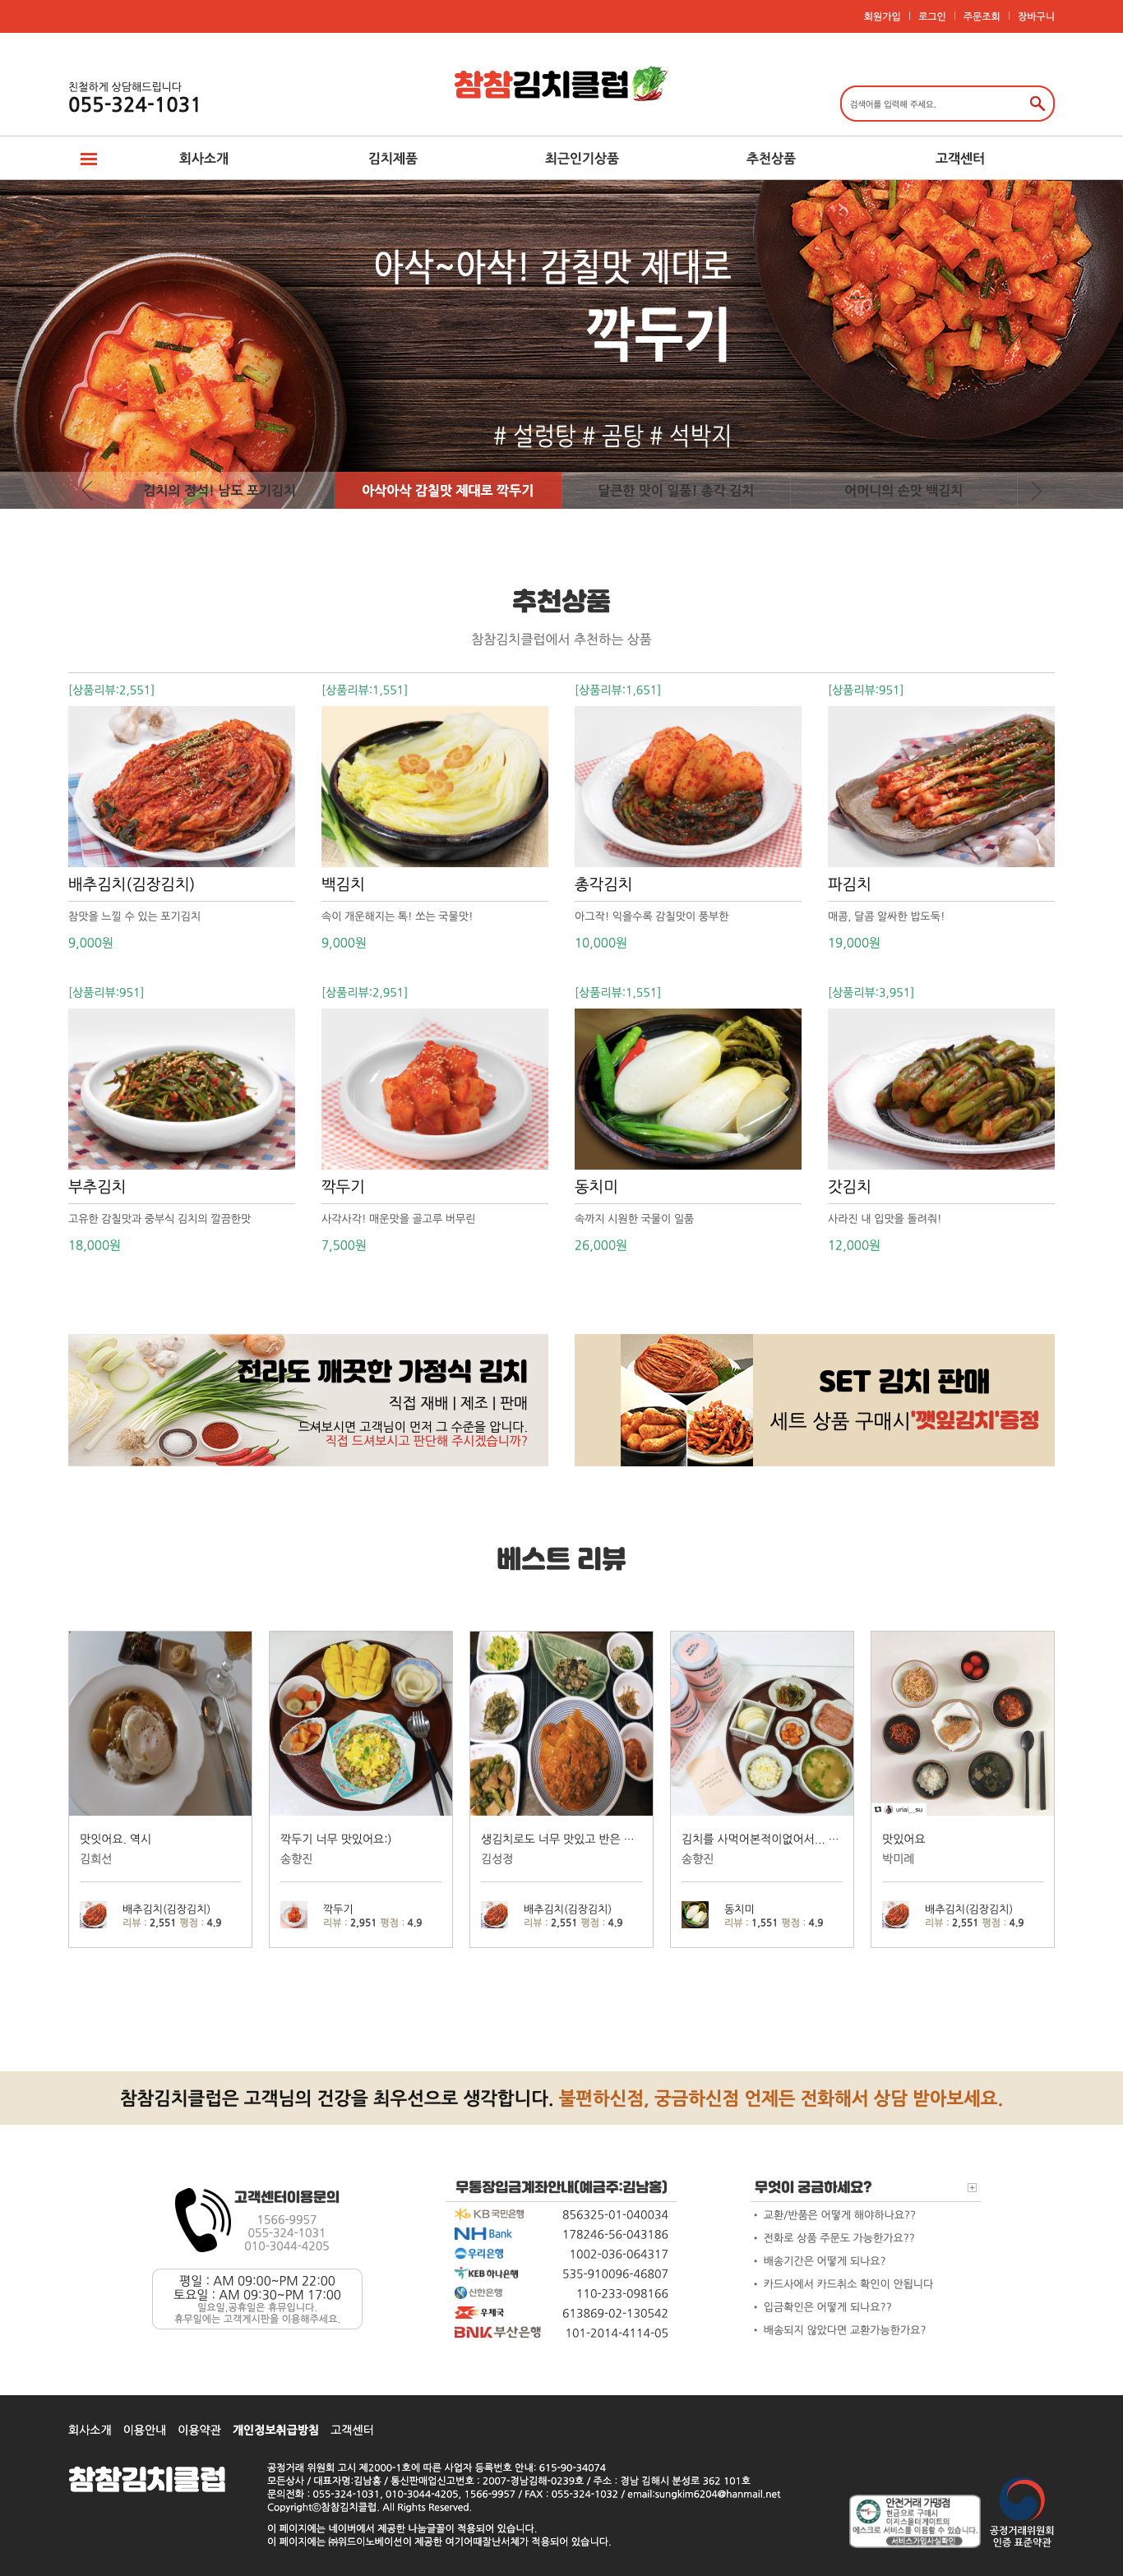 회원가입 | 로그인 | 주문조회 | 장바구니
친절하게 상담해드립니다
055-324-1031
참참김치클럽
검색어를 입력해 주세요.
회사소개 김치제품 최근인기상품 추천상품 고객센터
아삭~아삭! 감칠맛 제대로
깍두기
# 설렁탕 # 곰탕 # 석박지
김치의 정석! 남도 포기김치 아삭아삭 감칠맛 제대로 깍두기 달큰한 맛이 일품! 총각 김치 어머니의 손맛 백김치
추천상품
참참김치클럽에서 추천하는 상품
[상품리뷰:2,551]
배추김치(김장김치)
참맛을 느낄 수 있는 포기김치
9,000원
[상품리뷰:1,551]
백김치
속이 개운해지는 톡! 쏘는 국물맛!
9,000원
[상품리뷰:1,651]
총각김치
아그작! 익을수록 감칠맛이 풍부한
10,000원
[상품리뷰:951]
파김치
매콤, 달콤 알싸한 밥도둑!
19,000원
[상품리뷰:951]
부추김치
고유한 감칠맛과 중부식 김치의 깔끔한맛
18,000원
[상품리뷰:2,951]
깍두기
사각사각! 매운맛을 골고루 버무린
7,500원
[상품리뷰:1,551]
동치미
속까지 시원한 국물이 일품
26,000원
[상품리뷰:3,951]
갓김치
사라진 내 입맛을 돌려줘!
12,000원
전라도 깨끗한 가정식 김치
직접 재배 | 제조 | 판매
드셔보시면 고객님이 먼저 그 수준을 압니다.
직접 드셔보시고 판단해 주시겠습니까?
SET 김치 판매
세트 상품 구매시'깻잎김치'증정
베스트 리뷰
맛잇어요. 역시
김희선
배추김치(김장김치)
리뷰 : 2,551 평점 : 4.9
깍두기 너무 맛있어요:)
송향진
깍두기
리뷰 : 2,951 평점 : 4.9
생김치로도 너무 맛있고 반은 …
김성정
배추김치(김장김치)
리뷰 : 2,551 평점 : 4.9
김치를 사먹어본적이없어서... …
송향진
동치미
리뷰 : 1,551 평점 : 4.9
uriai__su
맛있어요
박미례
배추김치(김장김치)
리뷰 : 2,551 평점 : 4.9
참참김치클럽은 고객님의 건강을 최우선으로 생각합니다. 불편하신점, 궁금하신점 언제든 전화해서 상담 받아보세요.
고객센터이용문의
1566-9957
055-324-1031
010-3044-4205
평일 : AM 09:00~PM 22:00
토요일 : AM 09:30~PM 17:00
일요일,공휴일은 휴뮤입니다.
휴무일에는 고객게시판을 이용해주세요.
무통장입금계좌안내(예금주:김남홍)
KB국민은행 856325-01-040034
NH Bank 178246-56-043186
우리은행 1002-036-064317
KEB 하나은행 535-910096-46807
신한은행 110-233-098166
우체국 613869-02-130542
BNK 부산은행 101-2014-4114-05
무엇이 궁금하세요?
• 교환/반품은 어떻게 해야하나요??
• 전화로 상품 주문도 가능한가요??
• 배송기간은 어떻게 되나요?
• 카드사에서 카드취소 확인이 안됩니다
• 입금확인은 어떻게 되나요??
• 배송되지 않았다면 교환가능한가요?
회사소개 이용안내 이용약관 개인정보취급방침 고객센터
참참김치클럽
공정거래 위원회 고시 제2000-1호에 따른 사업자 등록번호 안내: 615-90-34074
모든상사 / 대표자명:김남홍 / 통신판매업신고번호 : 2007-경남김해-0239호 / 주소 : 경남 김해시 분성로 362 101호
문의전화 : 055-324-1031, 010-3044-4205, 1566-9957 / FAX : 055-324-1032 / email:sungkim6204@hanmail.net
Copyrightⓒ참참김치클럽. All Rights Reserved.
이 페이지에는 네이버에서 제공한 나눔글꼴이 적용되어 있습니다.
이 페이지에는 ㈜위드이노베이션이 제공한 여기어때잘난서체가 적용되어 있습니다.
안전거래 가맹점
현금으로 구매시
이지스올더게이트의
에스크로 서비스를 이용할 수 있습니다.
서비스가입사실확인
공정거래위원회
인증 표준약관